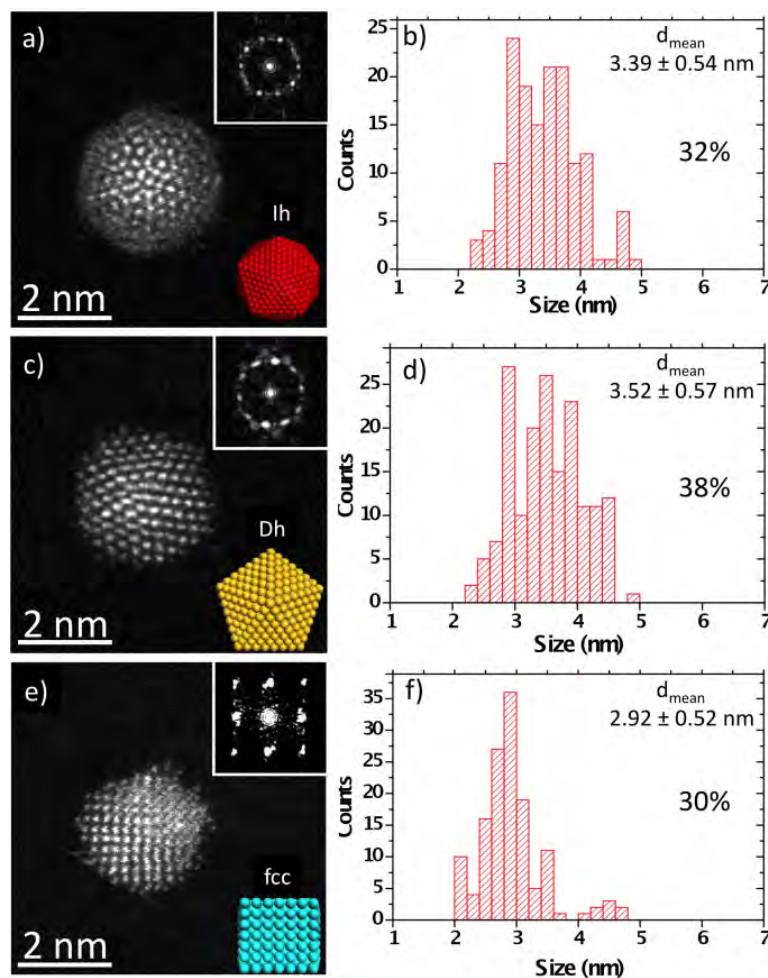 a)
Ih
2 nm
b)
d_mean
3.39 ± 0.54 nm
32%
Counts
25
20
15
10
5
0
1 2 3 4 5 6 7
Size (nm)
c)
Dh
2 nm
d)
d_mean
3.52 ± 0.57 nm
38%
Counts
25
20
15
10
5
0
1 2 3 4 5 6 7
Size (nm)
e)
fcc
2 nm
f)
d_mean
2.92 ± 0.52 nm
30%
Counts
35
30
25
20
15
10
5
0
1 2 3 4 5 6 7
Size (nm)